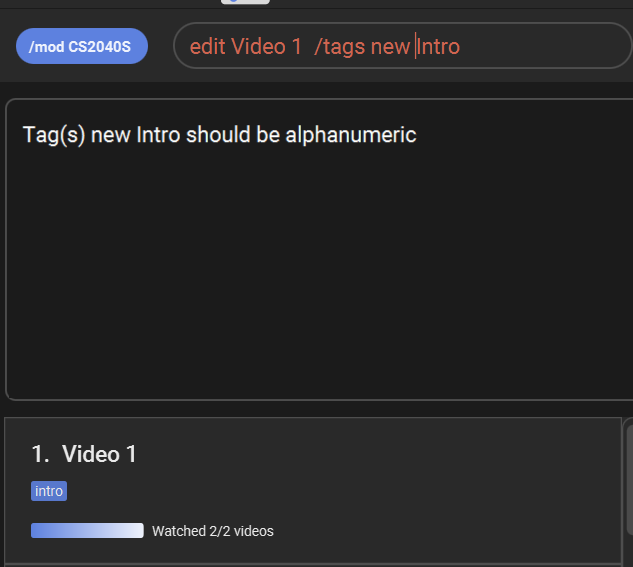 /mod CS2040S
edit Video 1  /tags new Intro
Tag(s) new Intro should be alphanumeric
1.  Video 1
intro
Watched 2/2 videos